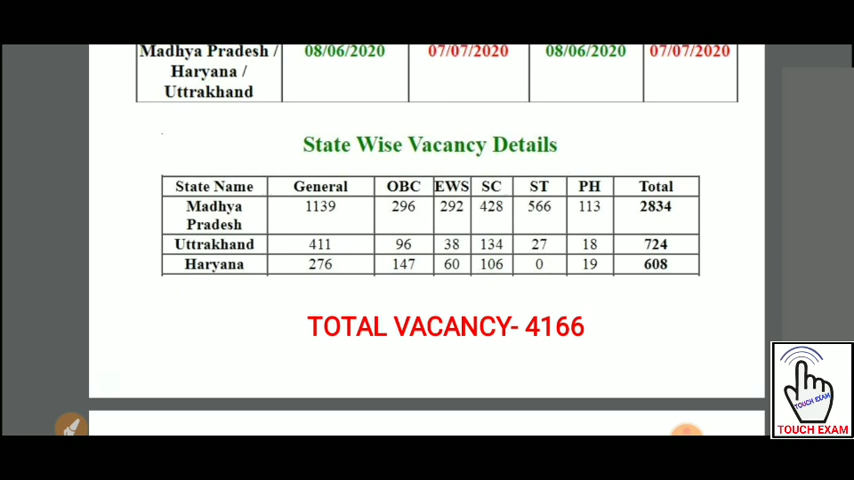 Madhya Pradesh / 08/06/2020 07/07/2020 08/06/2020 07/07/2020
Haryana /
Uttrakhand
State Wise Vacancy Details
State Name General OBC EWS SC ST PH Total
Madhya 1139 296 292 428 566 113 2834
Pradesh
Uttrakhand 411 96 38 134 27 18 724
Haryana 276 147 60 106 0 19 608
TOTAL VACANCY- 4166
TOUCH EXAM
TOUCH EXAM